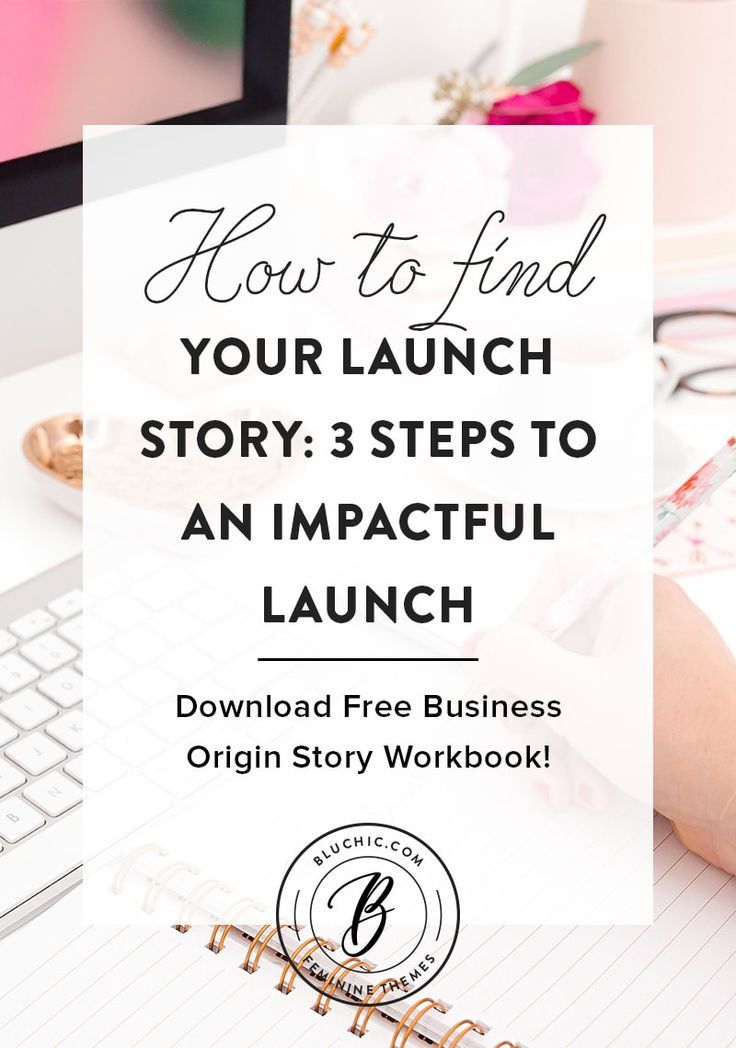 How to find
YOUR LAUNCH
STORY: 3 STEPS TO
AN IMPACTFUL
LAUNCH
Download Free Business
Origin Story Workbook!
BLUCHIC.COM
B
FEMININE THEMES